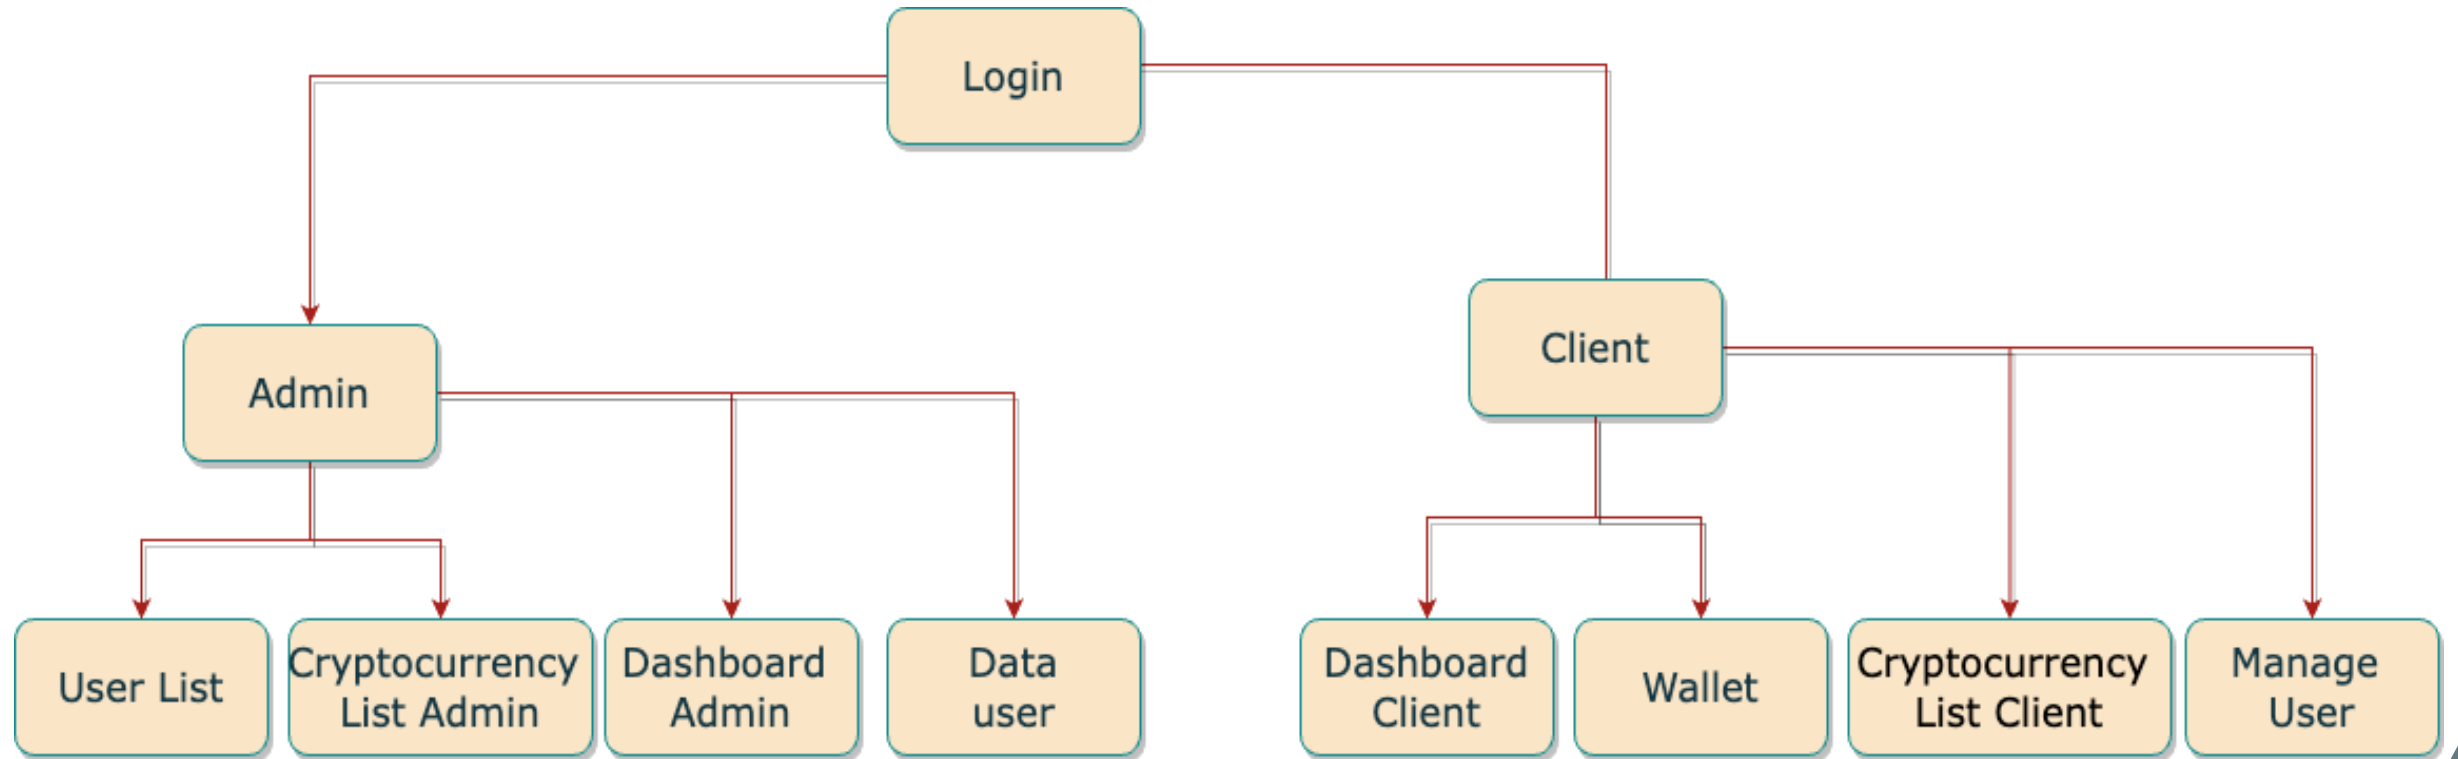 Login
Client
Admin
User List
Cryptocurrency
List Admin
Dashboard
Admin
Data
user
Dashboard
Client
Wallet
Cryptocurrency
List Client
Manage
User